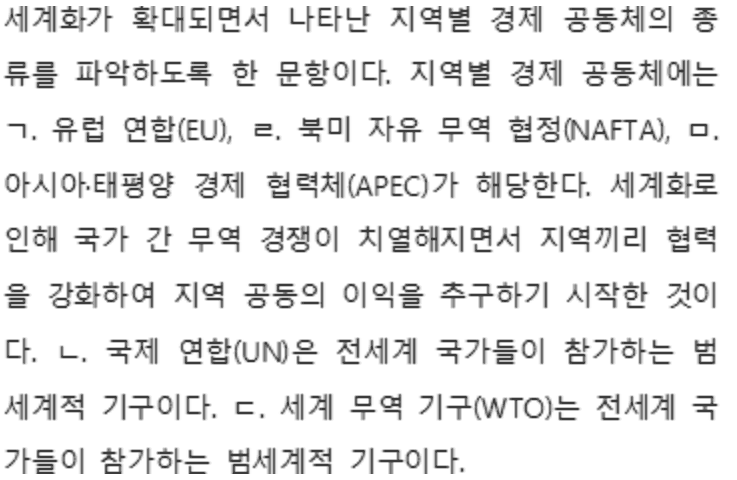 세계화가 확대되면서 나타난 지역별 경제 공동체의 종
류를 파악하도록 한 문항이다. 지역별 경제 공동체에는
ㄱ. 유럽 연합(EU), ㄹ. 북미 자유 무역 협정(NAFTA), ㅁ.
아시아·태평양 경제 협력체(APEC)가 해당한다. 세계화로
인해 국가 간 무역 경쟁이 치열해지면서 지역끼리 협력
을 강화하여 지역 공동의 이익을 추구하기 시작한 것이
다. ㄴ. 국제 연합(UN)은 전세계 국가들이 참가하는 범
세계적 기구이다. ㄷ. 세계 무역 기구(WTO)는 전세계 국
가들이 참가하는 범세계적 기구이다.